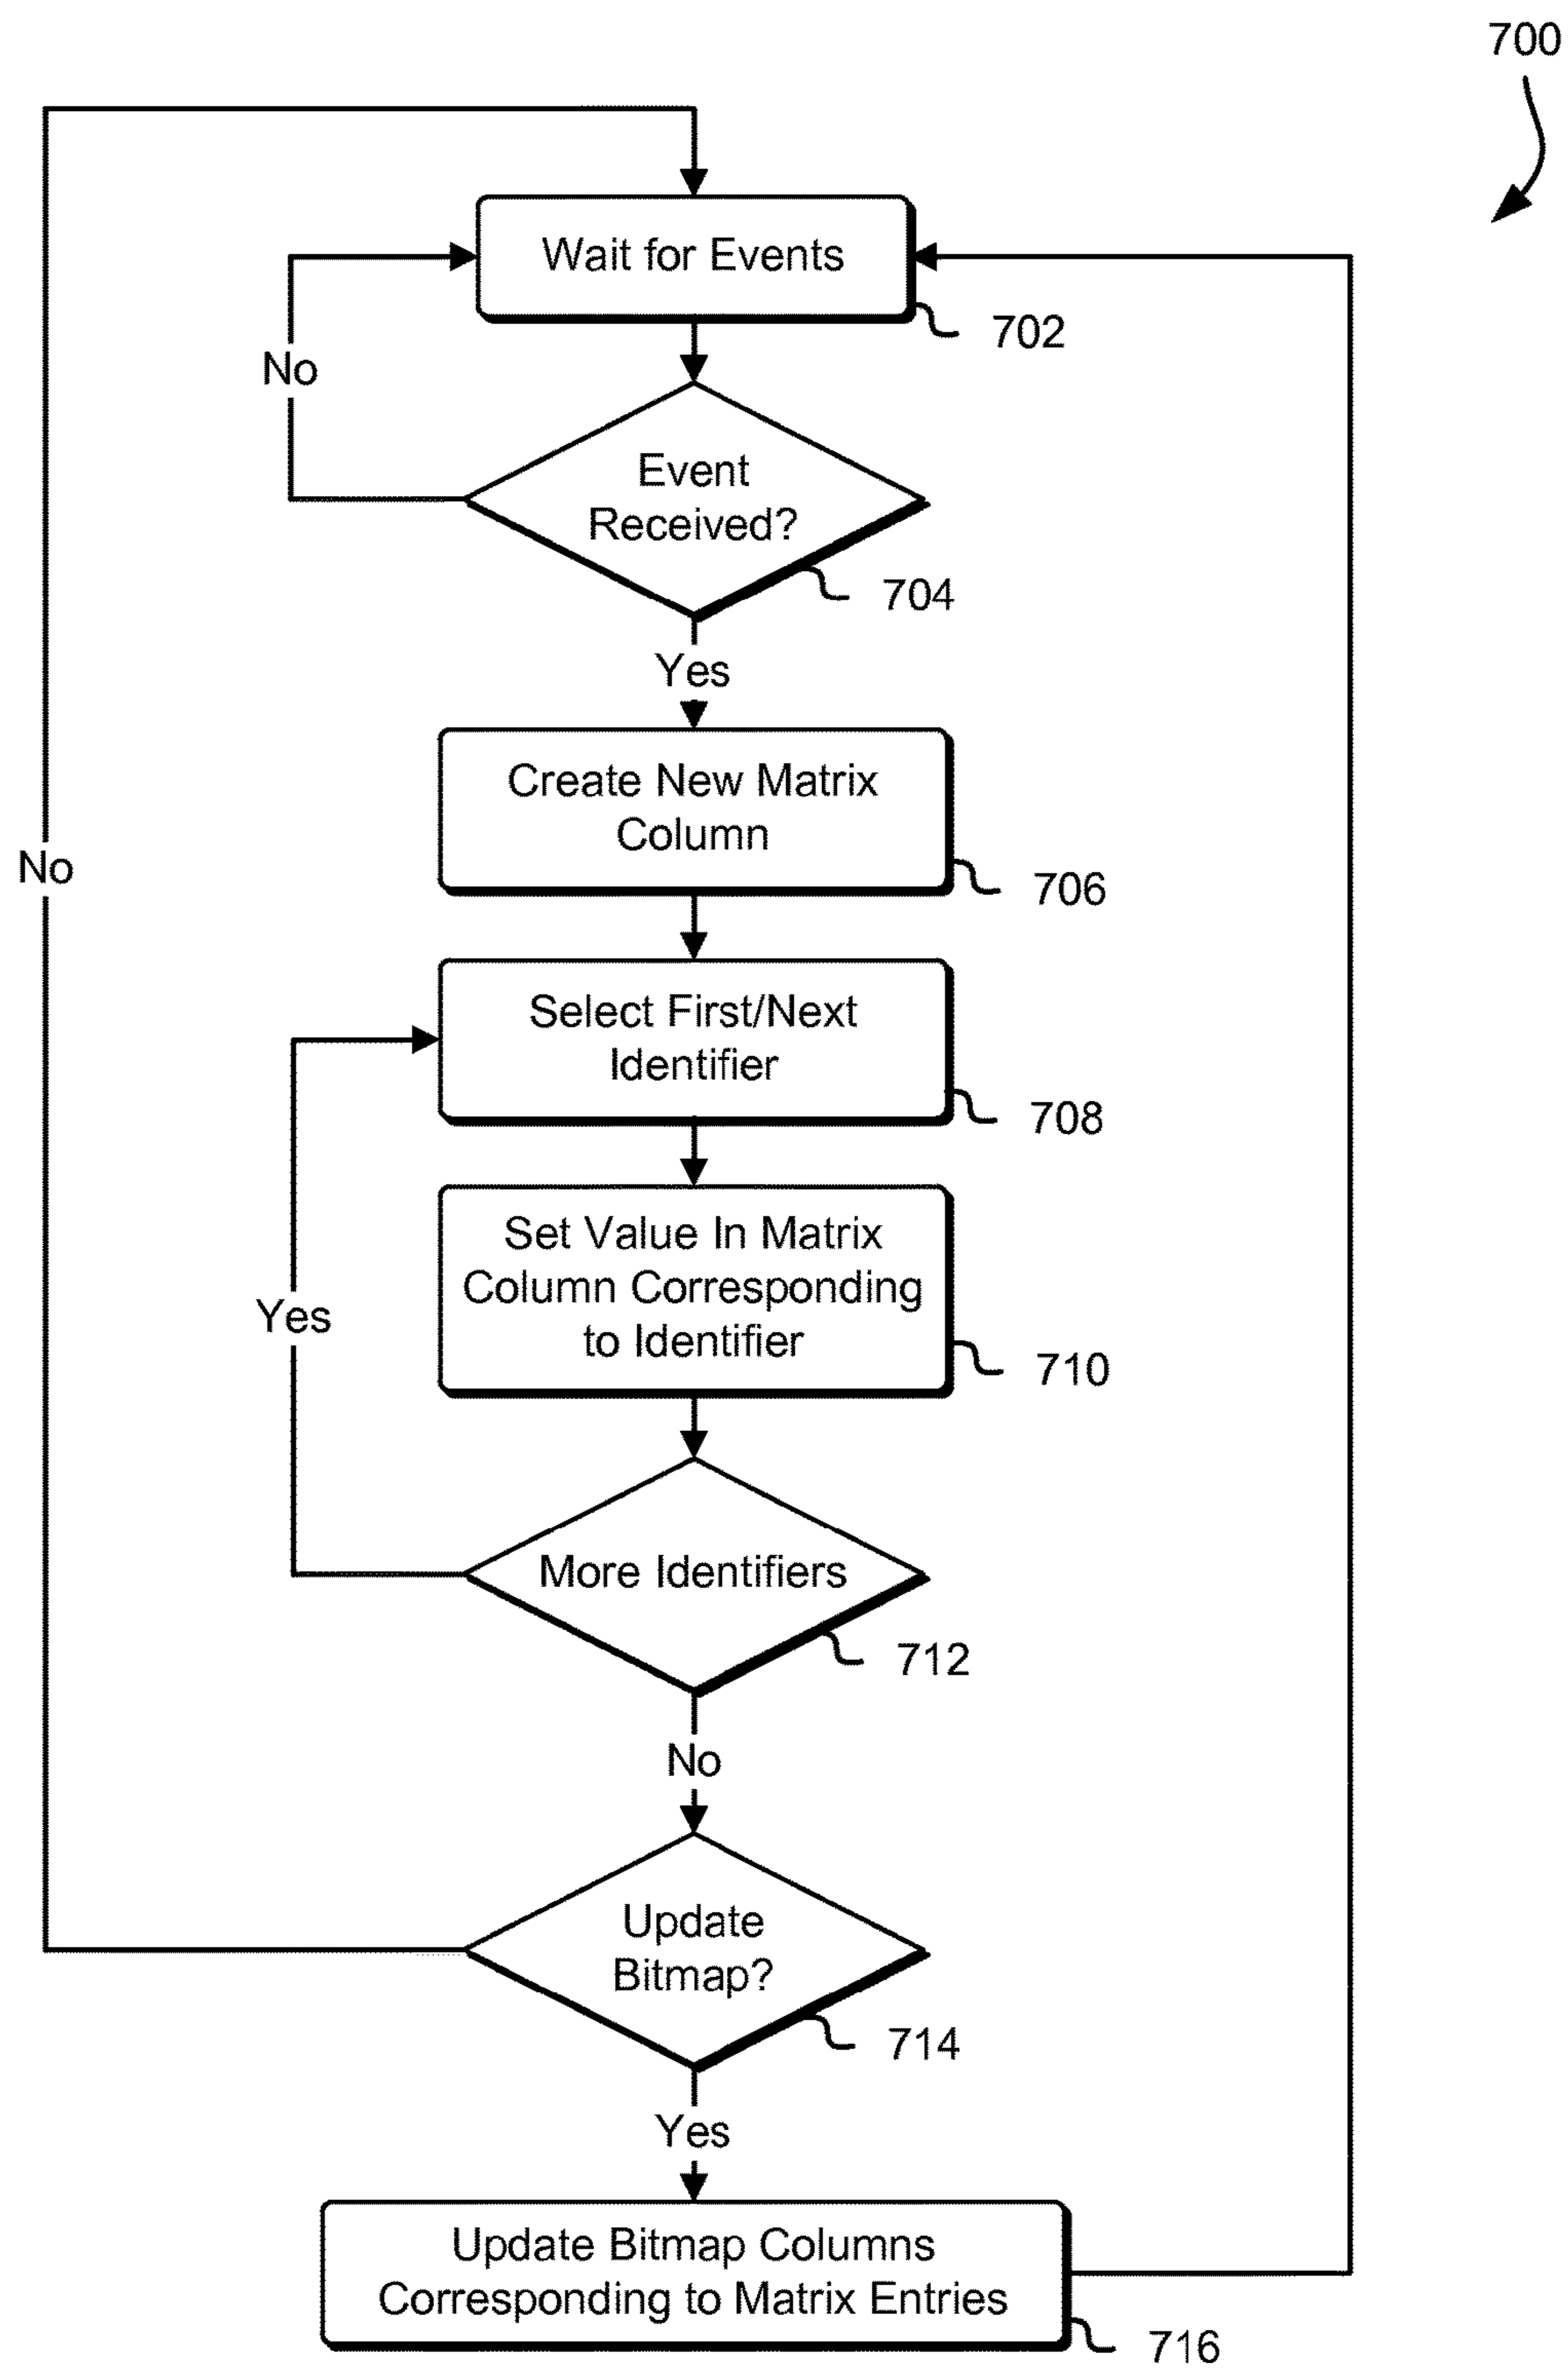 700
Wait for Events
702
No
Event
Received?
704
Yes
Create New Matrix
Column
706
No
Select First/Next
Identifier
708
Set Value In Matrix
Column Corresponding
to Identifier
710
Yes
More Identifiers
712
No
Update
Bitmap?
714
Yes
Update Bitmap Columns
Corresponding to Matrix Entries
716